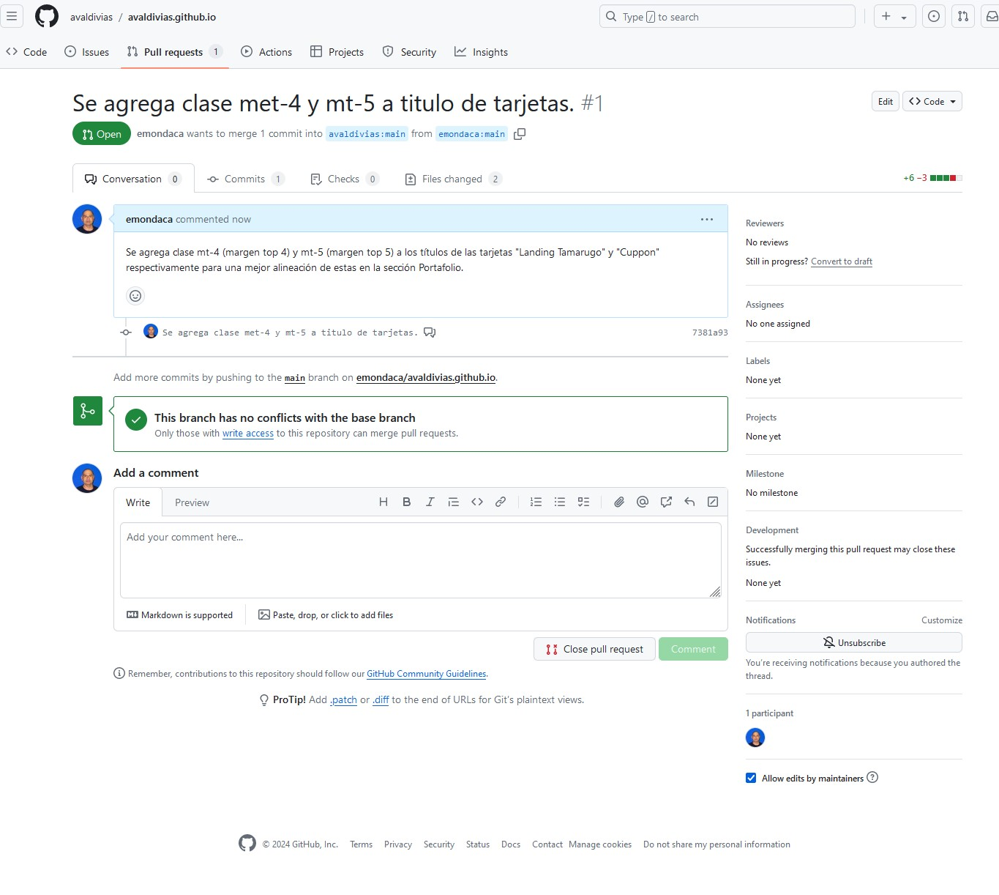 avaldivias / avaldivias.github.io
Type / to search
Code Issues Pull requests 1 Actions Projects Security Insights
Se agrega clase met-4 y mt-5 a titulo de tarjetas. #1
Edit Code
Open emondaca wants to merge 1 commit into avaldivias:main from emondaca:main
Conversation 0 Commits 1 Checks 0 Files changed 2
+6 −3
emondaca commented now
Se agrega clase mt-4 (margen top 4) y mt-5 (margen top 5) a los títulos de las tarjetas "Landing Tamarugo" y "Cuppon"
respectivamente para una mejor alineación de estas en la sección Portafolio.
Se agrega clase met-4 y mt-5 a titulo de tarjetas. 7381a93
Add more commits by pushing to the main branch on emondaca/avaldivias.github.io.
This branch has no conflicts with the base branch
Only those with write access to this repository can merge pull requests.
Add a comment
Write Preview
Add your comment here...
Markdown is supported Paste, drop, or click to add files
Close pull request Comment
Remember, contributions to this repository should follow our GitHub Community Guidelines.
ProTip! Add .patch or .diff to the end of URLs for Git's plaintext views.
Reviewers
No reviews
Still in progress? Convert to draft
Assignees
No one assigned
Labels
None yet
Projects
None yet
Milestone
No milestone
Development
Successfully merging this pull request may close these
issues.
None yet
Notifications Customize
Unsubscribe
You're receiving notifications because you authored the
thread.
1 participant
Allow edits by maintainers
© 2024 GitHub, Inc. Terms Privacy Security Status Docs Contact Manage cookies Do not share my personal information